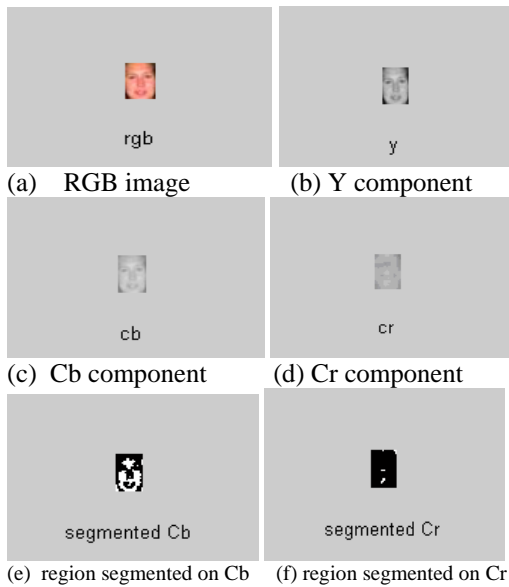 rgb
y
(a) RGB image
(b) Y component
cb
cr
(c) Cb component
(d) Cr component
segmented Cb
segmented Cr
(e) region segmented on Cb
(f) region segmented on Cr